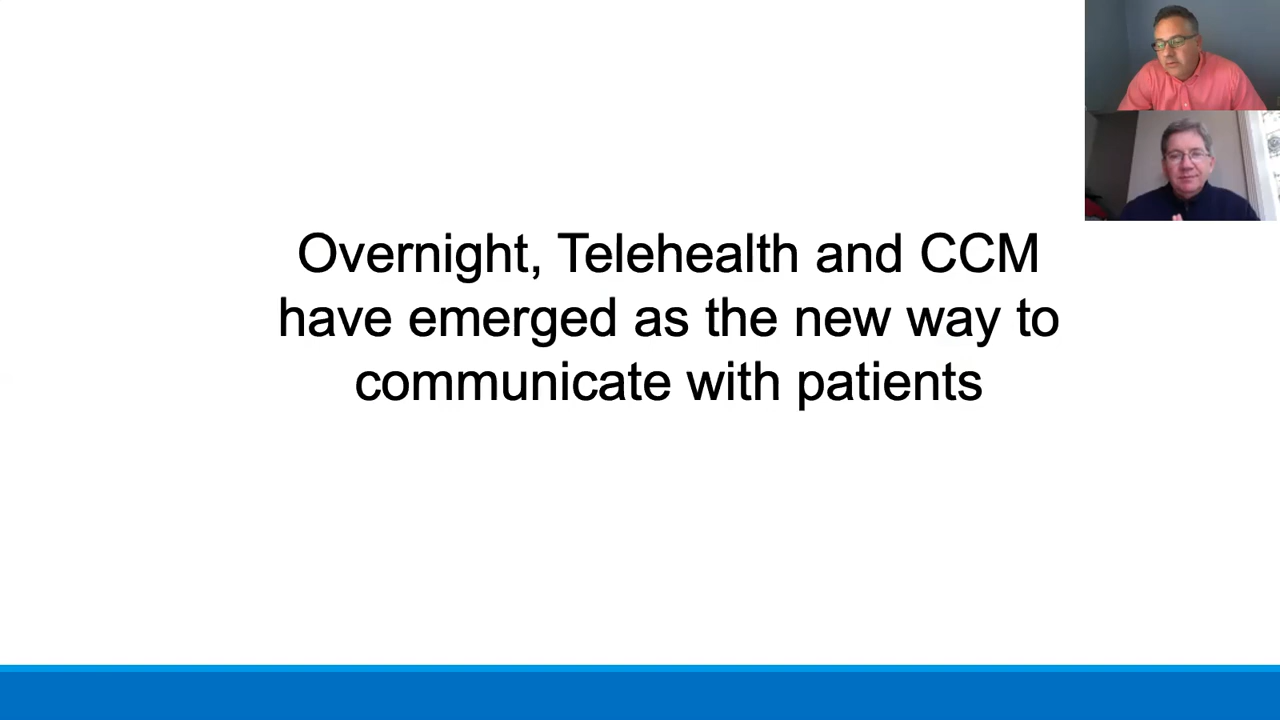 Overnight, Telehealth and CCM
have emerged as the new way to
communicate with patients